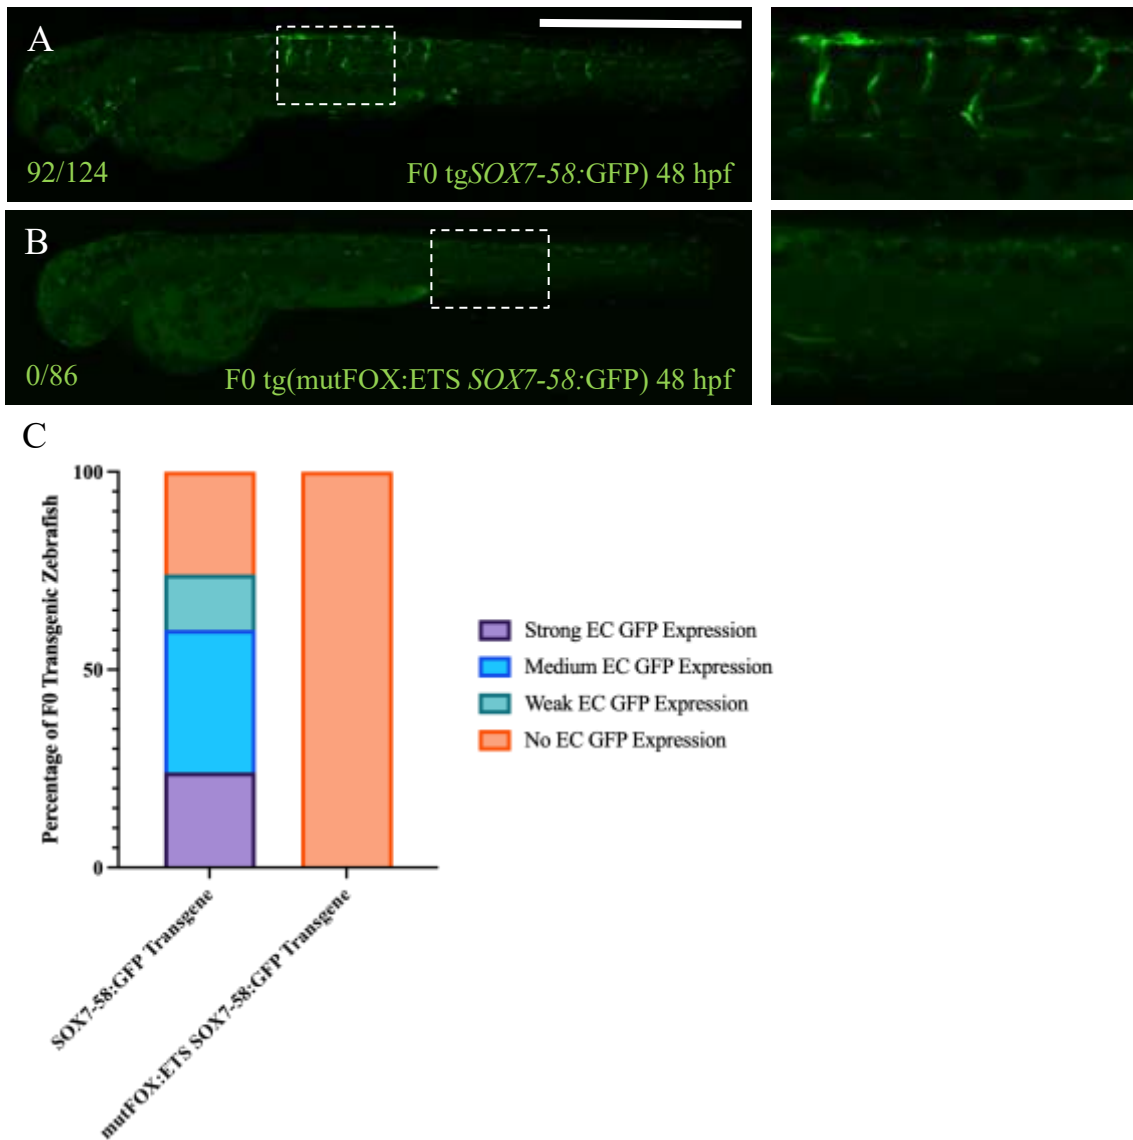 A
92/124
F0 tgSOX7-58:GFP) 48 hpf
B
0/86
F0 tg(mutFOX:ETS SOX7-58:GFP) 48 hpf
C
Percentage of F0 Transgenic Zebrafish
100
50
0
SOX7-58:GFP Transgene
mutFOX:ETS SOX7-58:GFP Transgene
Strong EC GFP Expression
Medium EC GFP Expression
Weak EC GFP Expression
No EC GFP Expression